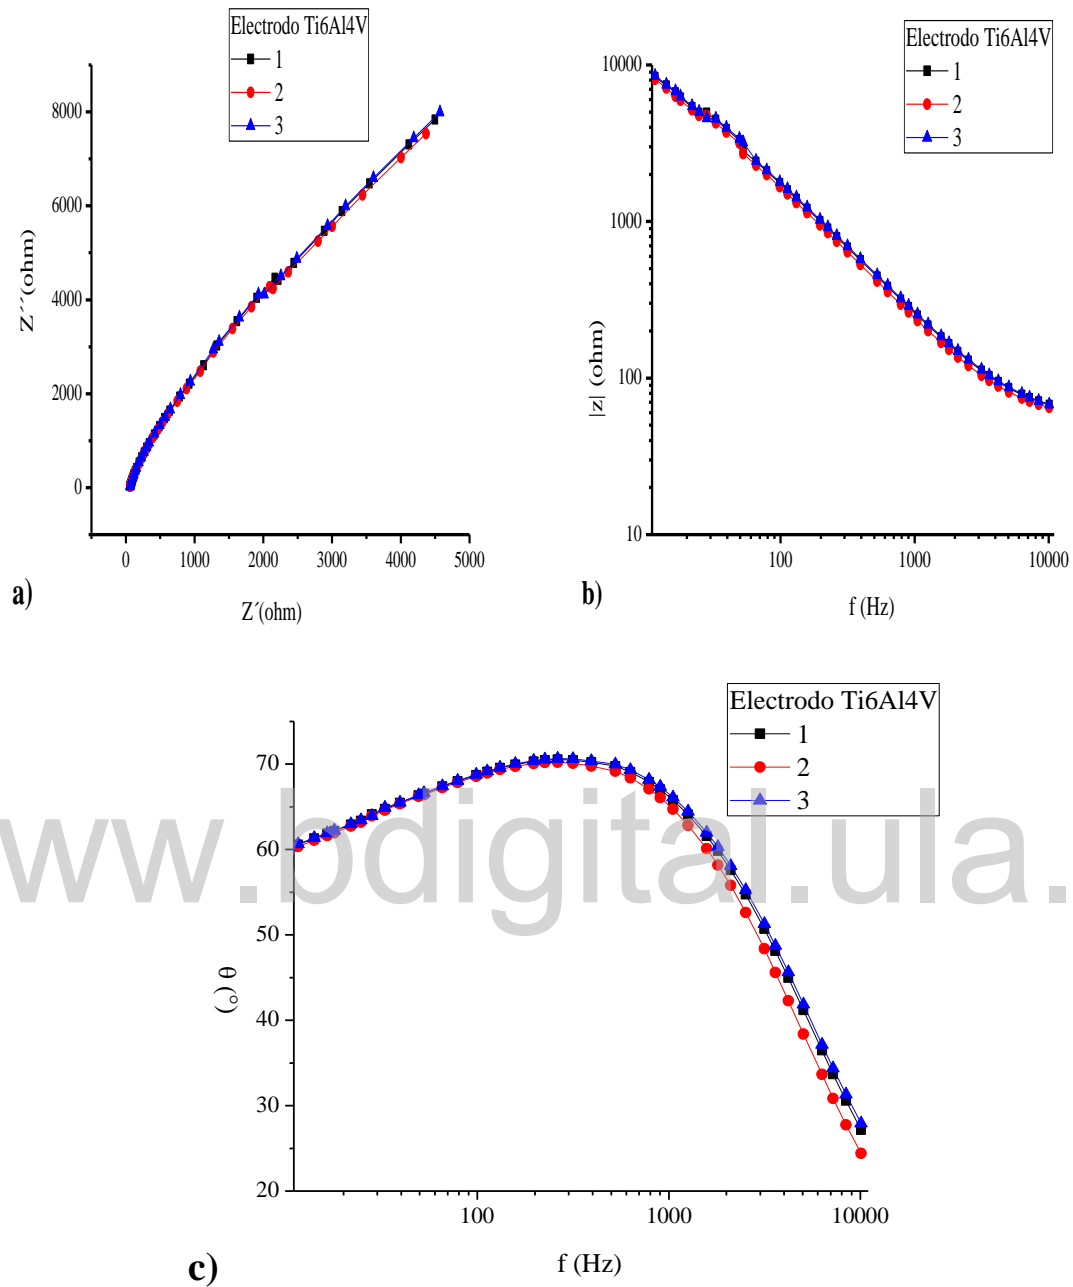 Electrodo Ti6Al4V
1
2
3
8000
6000
4000
2000
0
Z´´(ohm)
0 1000 2000 3000 4000 5000
Z´(ohm)
a)
Electrodo Ti6Al4V
1
2
3
10000
1000
100
10
|z| (ohm)
100 1000 10000
f (Hz)
b)
Electrodo Ti6Al4V
1
2
3
70
60
50
40
30
20
θ (°)
100 1000 10000
f (Hz)
c)
ww.bdigital.ula.